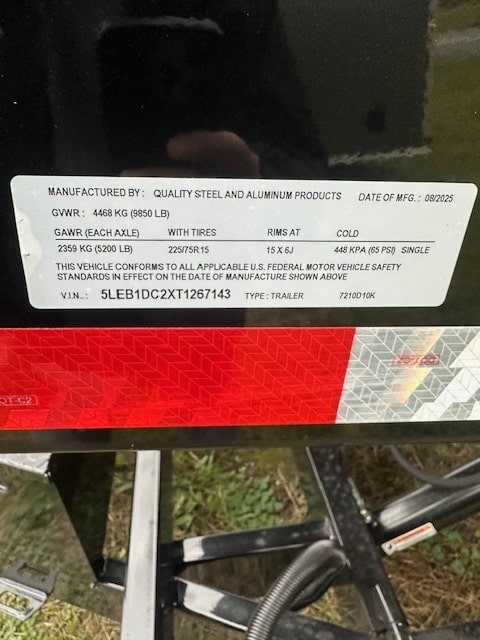 MANUFACTURED BY : QUALITY STEEL AND ALUMINUM PRODUCTS DATE OF MFG. : 08/2025
GVWR : 4468 KG (9850 LB)
GAWR (EACH AXLE) WITH TIRES RIMS AT COLD
2359 KG (5200 LB) 225/75R15 15 X 6J 448 KPA (65 PSI) SINGLE
THIS VEHICLE CONFORMS TO ALL APPLICABLE U.S. FEDERAL MOTOR VEHICLE SAFETY
STANDARDS IN EFFECT ON THE DATE OF MANUFACTURE SHOWN ABOVE
V.I.N..: 5LEB1DC2XT1267143 TYPE : TRAILER 7210D10K
DOT-C2